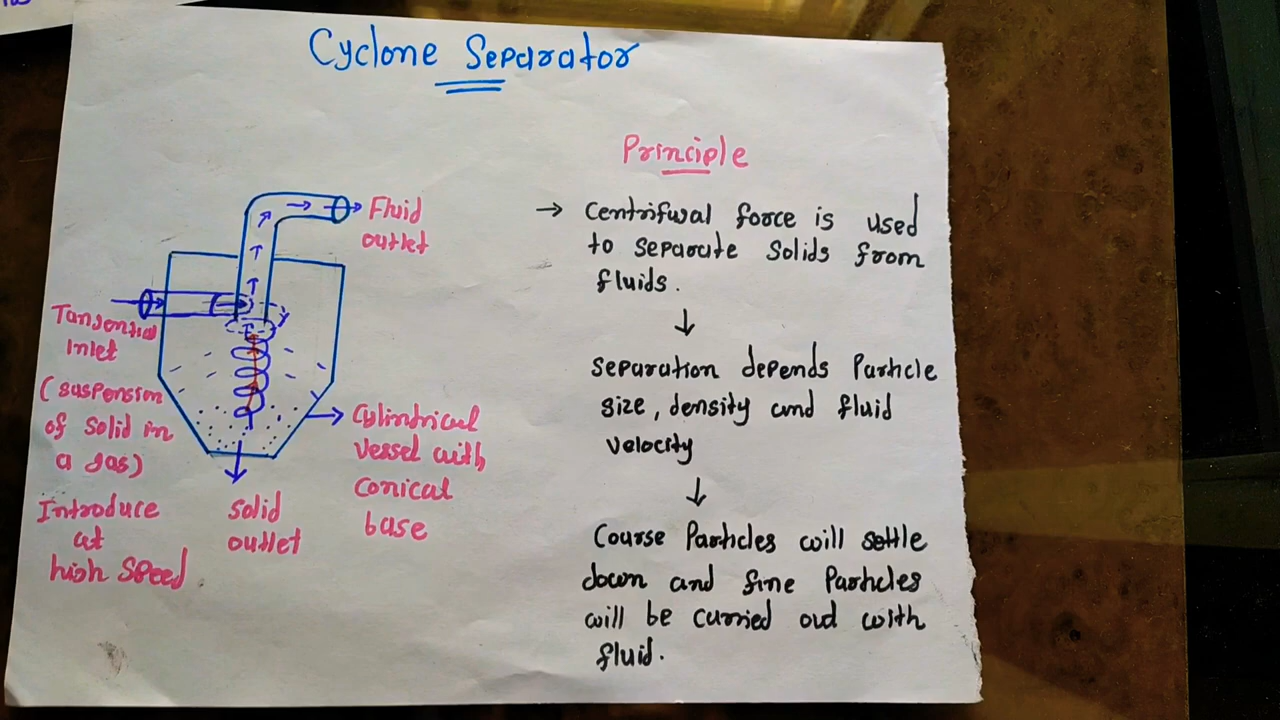 Cyclone Separator
Principle
→ Centrifugal force is used
to separate solids from
fluids.
↓
separation depends Particle
size, density and fluid
velocity
↓
Course Particles will settle
down and fine Particles
will be carried out with
fluid.
Fluid
outlet
Tangential
inlet
(suspension
of solid in
a gas)
Introduce
at
high speed
solid
outlet
Cylintrical
vessel with
conical
base